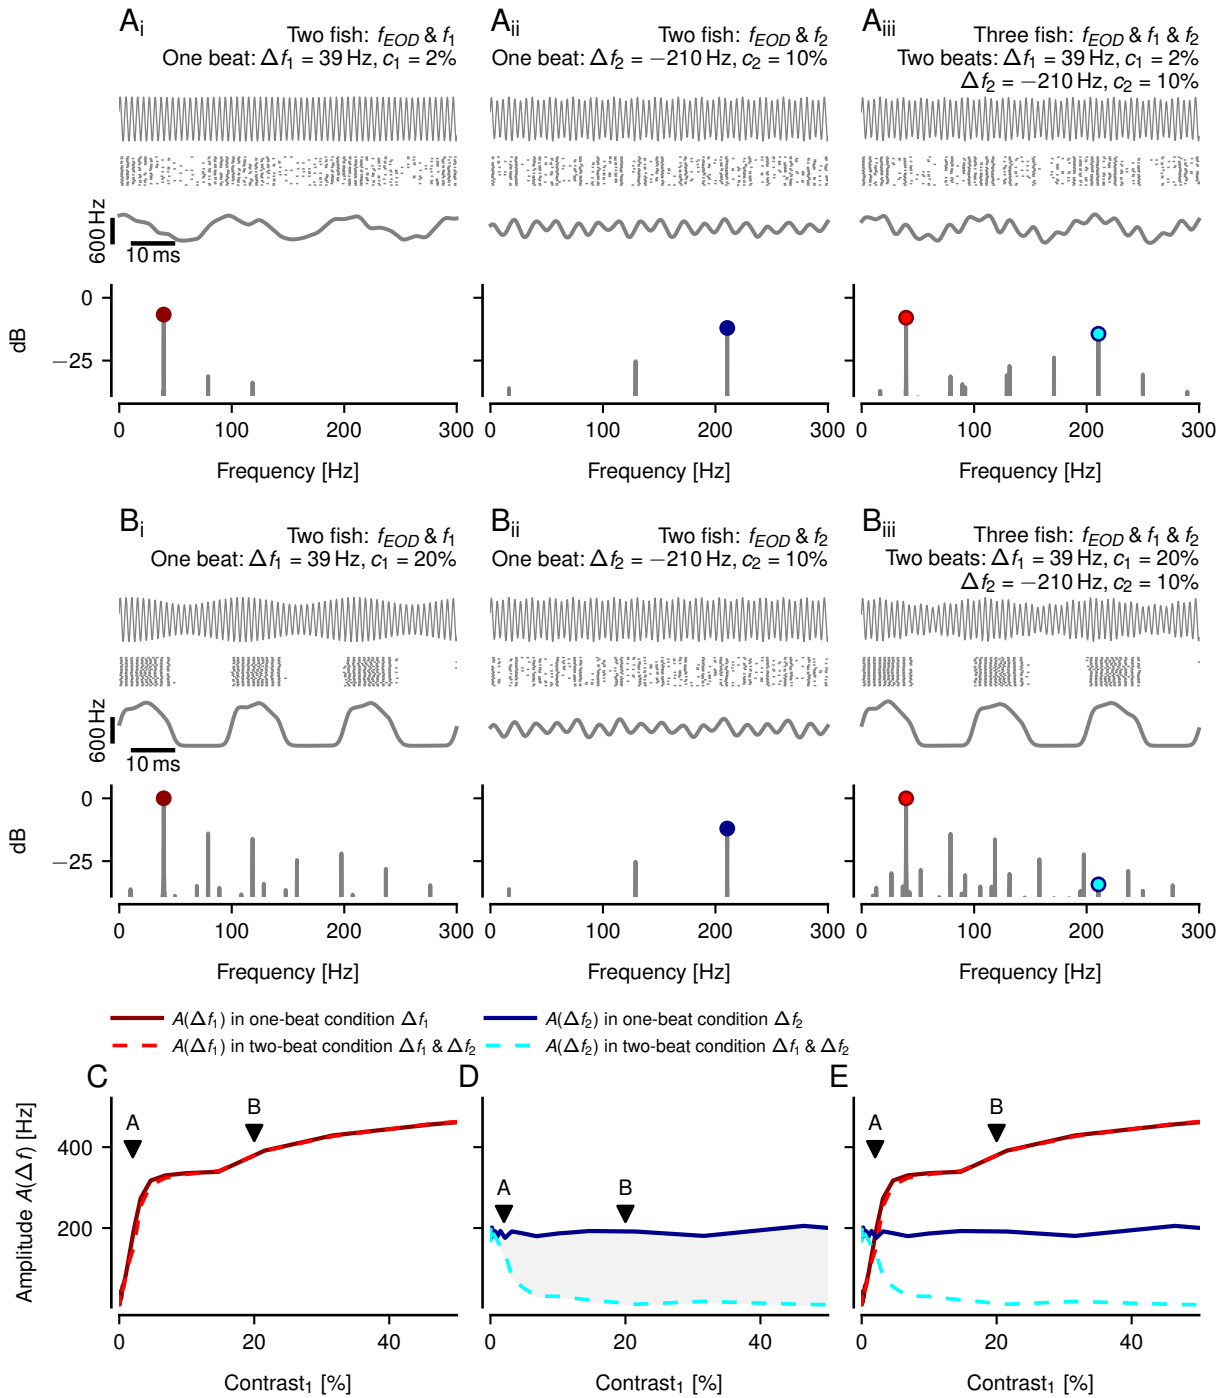 Ai
Two fish: fEOD & f1
One beat: Δf1 = 39 Hz, c1 = 2%
Aii
Two fish: fEOD & f2
One beat: Δf2 = −210 Hz, c2 = 10%
Aiii
Three fish: fEOD & f1 & f2
Two beats: Δf1 = 39 Hz, c1 = 2%
Δf2 = −210 Hz, c2 = 10%
600 Hz
10 ms
dB
0
−25
0 100 200 300
0 100 200 300
0 100 200 300
Frequency [Hz]
Frequency [Hz]
Frequency [Hz]
Bi
Two fish: fEOD & f1
One beat: Δf1 = 39 Hz, c1 = 20%
Bii
Two fish: fEOD & f2
One beat: Δf2 = −210 Hz, c2 = 10%
Biii
Three fish: fEOD & f1 & f2
Two beats: Δf1 = 39 Hz, c1 = 20%
Δf2 = −210 Hz, c2 = 10%
600 Hz
10 ms
dB
0
−25
0 100 200 300
0 100 200 300
0 100 200 300
Frequency [Hz]
Frequency [Hz]
Frequency [Hz]
A(Δf1) in one-beat condition Δf1
A(Δf1) in two-beat condition Δf1 & Δf2
A(Δf2) in one-beat condition Δf2
A(Δf2) in two-beat condition Δf1 & Δf2
C
A
B
Amplitude A(Δf) [Hz]
400
200
0 20 40
Contrast1 [%]
D
A
B
0 20 40
Contrast1 [%]
E
A
B
0 20 40
Contrast1 [%]